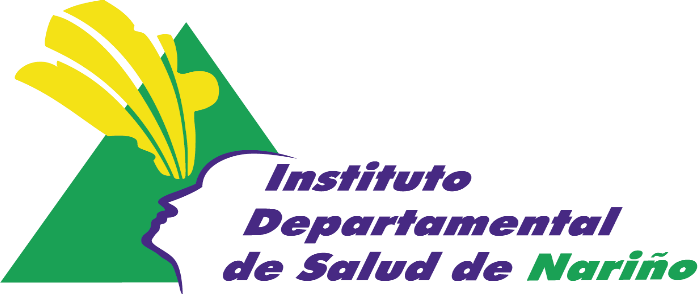 Instituto
Departamental
de Salud de Nariño